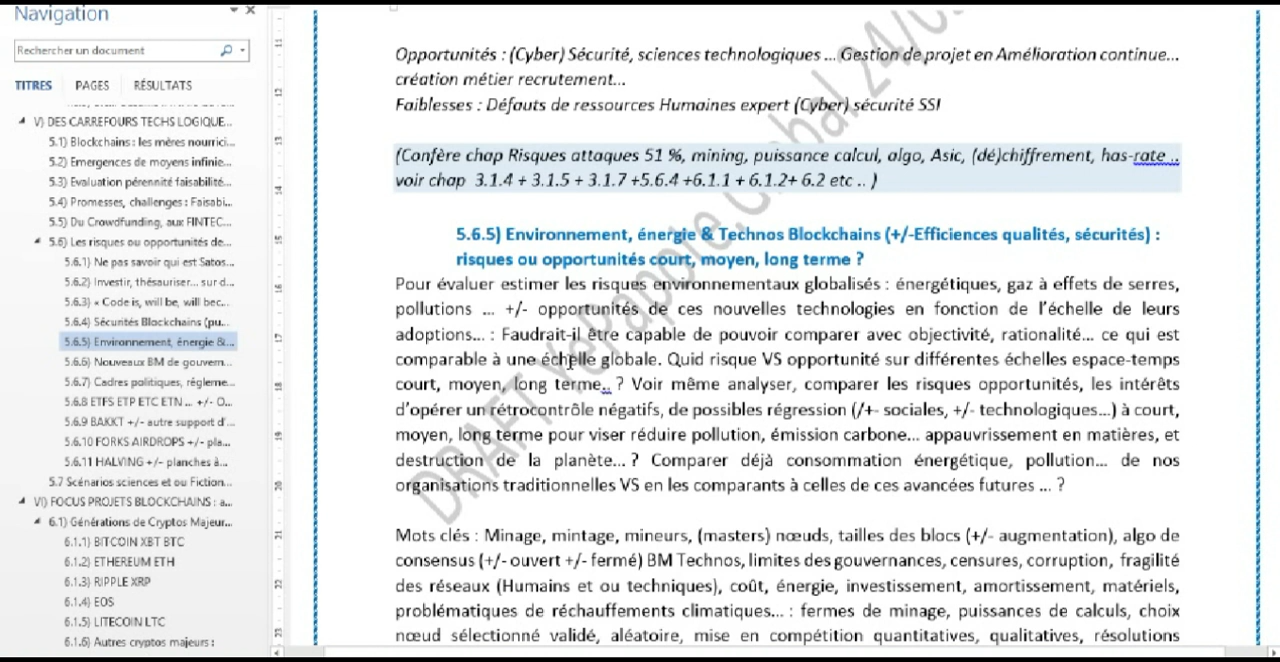 Navigation
Rechercher un document
TITRES PAGES RÉSULTATS
V) DES CARREFOURS TECHS LOGIQUE...
5.1) Blockchains : les mères nourrici...
5.2) Emergences de moyens infinie...
5.3) Evaluation pérennité faisabilité...
5.4) Promesses, challenges : Faisabi...
5.5) Du Crowdfunding, aux FINTEC...
5.6) Les risques ou opportunités de...
5.6.1) Ne pas savoir qui est Satos...
5.6.2) Investir, thésauriser... sur d...
5.6.3) « Code is, will be, will bec...
5.6.4) Sécurités Blockchains (pu...
5.6.5) Environnement, énergie &...
5.6.6) Nouveaux BM de gouvern...
5.6.7) Cadres politiques, régleme...
5.6.8 ETFS ETP ETC ETN ... +/- O...
5.6.9 BAKKT +/- autre support d'...
5.6.10 FORKS AIRDROPS +/- pla...
5.6.11 HALVING +/- planches à...
5.7 Scénarios sciences et ou Fiction...
VI) FOCUS PROJETS BLOCKCHAINS : a...
6.1) Générations de Cryptos Majeur...
6.1.1) BITCOIN XBT BTC
6.1.2) ETHEREUM ETH
6.1.3) RIPPLE XRP
6.1.4) EOS
6.1.5) LITECOIN LTC
6.1.6) Autres cryptos majeurs :
11
12
13
14
15
16
17
18
19
20
21
22
23
Opportunités : (Cyber) Sécurité, sciences technologiques ... Gestion de projet en Amélioration continue...
création métier recrutement...
Faiblesses : Défauts de ressources Humaines expert (Cyber) sécurité SSI
(Confère chap Risques attaques 51 %, mining, puissance calcul, algo, Asic, (dé)chiffrement, has-rate ..
voir chap 3.1.4 + 3.1.5 + 3.1.7 +5.6.4 +6.1.1 + 6.1.2+ 6.2 etc .. )
5.6.5) Environnement, énergie & Technos Blockchains (+/-Efficiences qualités, sécurités) :
risques ou opportunités court, moyen, long terme ?
Pour évaluer estimer les risques environnementaux globalisés : énergétiques, gaz à effets de serres,
pollutions ... +/- opportunités de ces nouvelles technologies en fonction de l'échelle de leurs
adoptions... : Faudrait-il être capable de pouvoir comparer avec objectivité, rationalité... ce qui est
comparable à une échelle globale. Quid risque VS opportunité sur différentes échelles espace-temps
court, moyen, long terme.. ? Voir même analyser, comparer les risques opportunités, les intérêts
d'opérer un rétrocontrôle négatifs, de possibles régression (/+- sociales, +/- technologiques...) à court,
moyen, long terme pour viser réduire pollution, émission carbone... appauvrissement en matières, et
destruction de la planète... ? Comparer déjà consommation énergétique, pollution... de nos
organisations traditionnelles VS en les comparants à celles de ces avancées futures ... ?
Mots clés : Minage, mintage, mineurs, (masters) nœuds, tailles des blocs (+/- augmentation), algo de
consensus (+/- ouvert +/- fermé) BM Technos, limites des gouvernances, censures, corruption, fragilité
des réseaux (Humains et ou techniques), coût, énergie, investissement, amortissement, matériels,
problématiques de réchauffements climatiques... : fermes de minage, puissances de calculs, choix
nœud sélectionné validé, aléatoire, mise en compétition quantitatives, qualitatives, résolutions